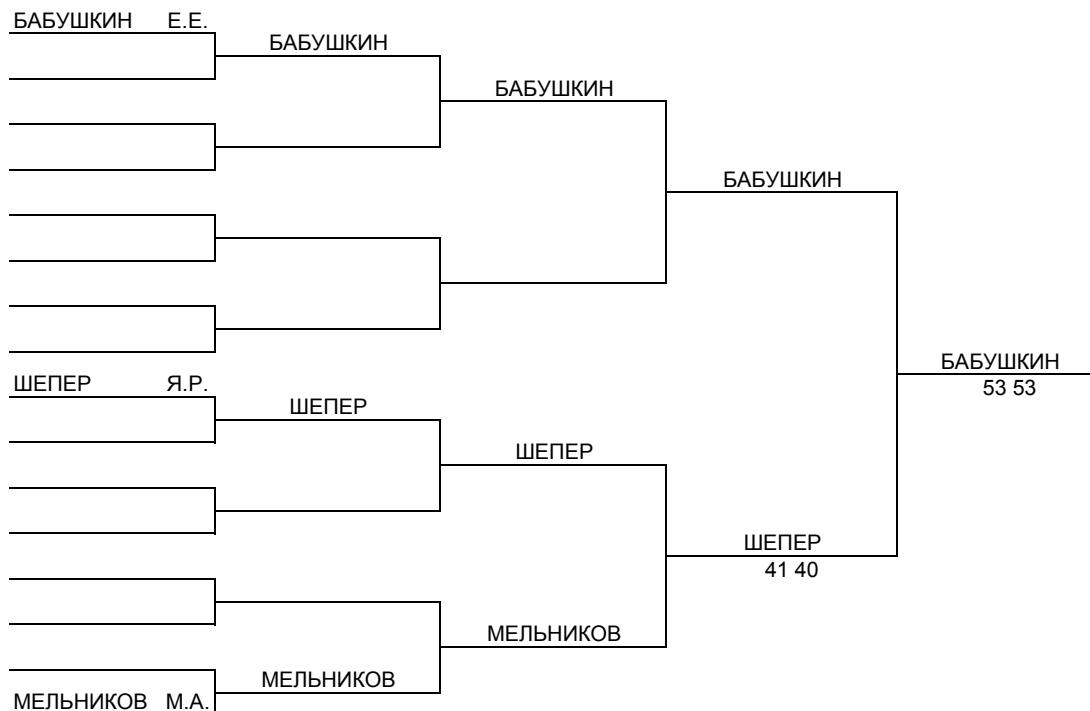 БАБУШКИН Е.Е.
БАБУШКИН
БАБУШКИН
БАБУШКИН
БАБУШКИН
53 53
ШЕПЕР Я.Р.
ШЕПЕР
ШЕПЕР
ШЕПЕР
41 40
МЕЛЬНИКОВ
МЕЛЬНИКОВ
МЕЛЬНИКОВ М.А.